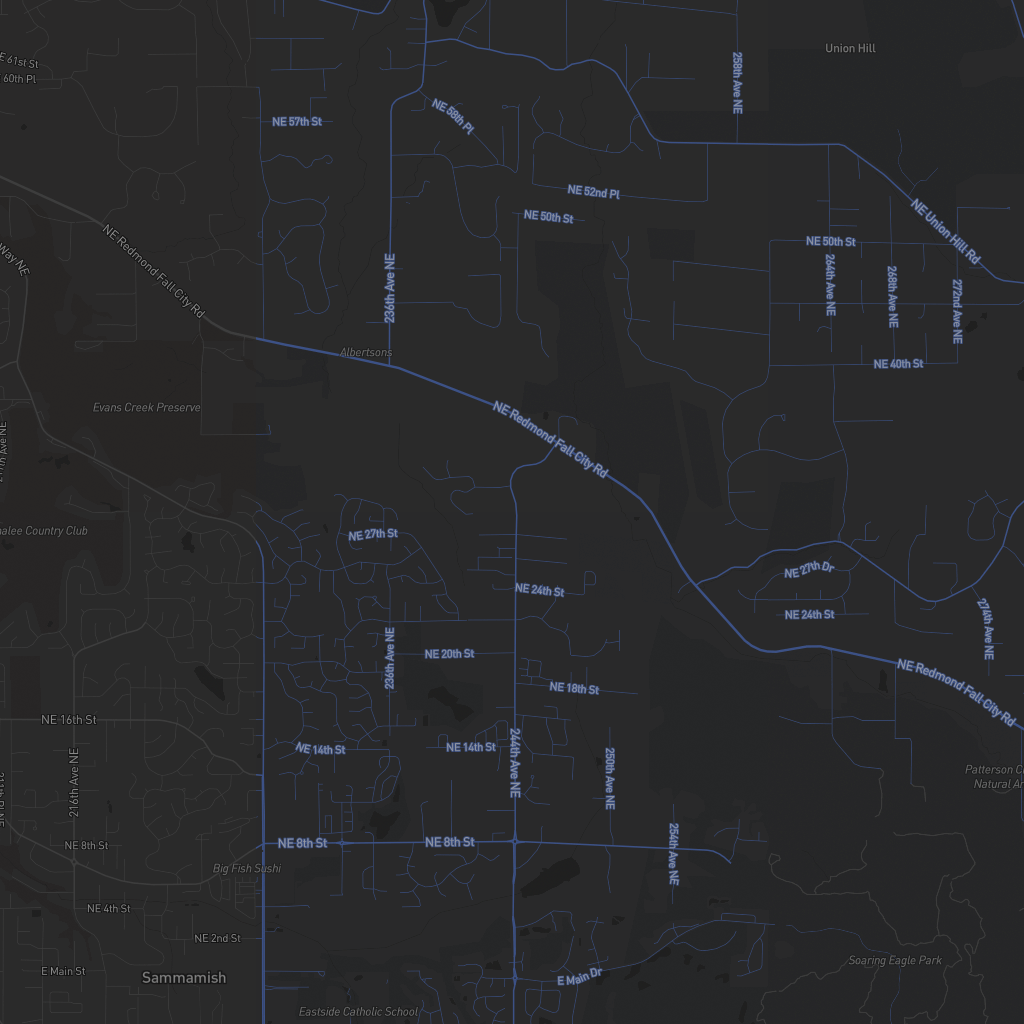 Union Hill
E 61st St
60th Pl
258th Ave NE
NE 58th Pl
NE 57th St
NE 52nd Pl
NE 50th St
NE Union Hill Rd
NE Redmond Fall City Rd
Way NE
NE 50th St
236th Ave NE
264th Ave NE
268th Ave NE
272nd Ave NE
Albertsons
NE 40th St
Evans Creek Preserve
NE Redmond Fall City Rd
Country Club
NE 27th St
NE 27th Dr
NE 24th St
NE 24th St
274th Ave NE
236th Ave NE
NE 20th St
NE Redmond Fall City Rd
NE 18th St
NE 16th St
NE 14th St
NE 14th St
244th Ave NE
250th Ave NE
216th Ave NE
Patterson
Natural
NE 8th St
NE 8th St
NE 8th St
254th Ave NE
Big Fish Sushi
NE 4th St
NE 2nd St
Soaring Eagle Park
E Main St
Sammamish
E Main Dr
Eastside Catholic School